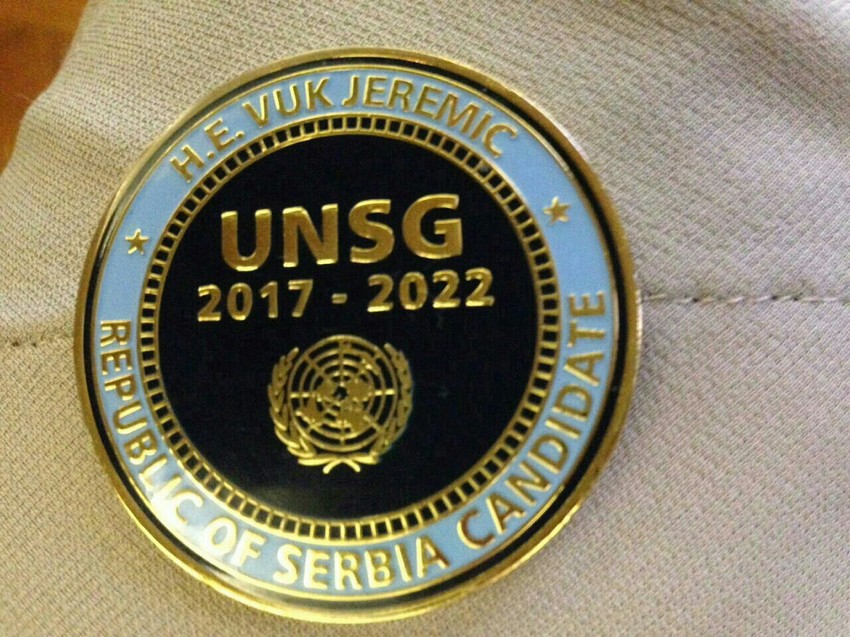 H.E. VUK JEREMIC
UNSG
2017 - 2022
REPUBLIC OF SERBIA CANDIDATE